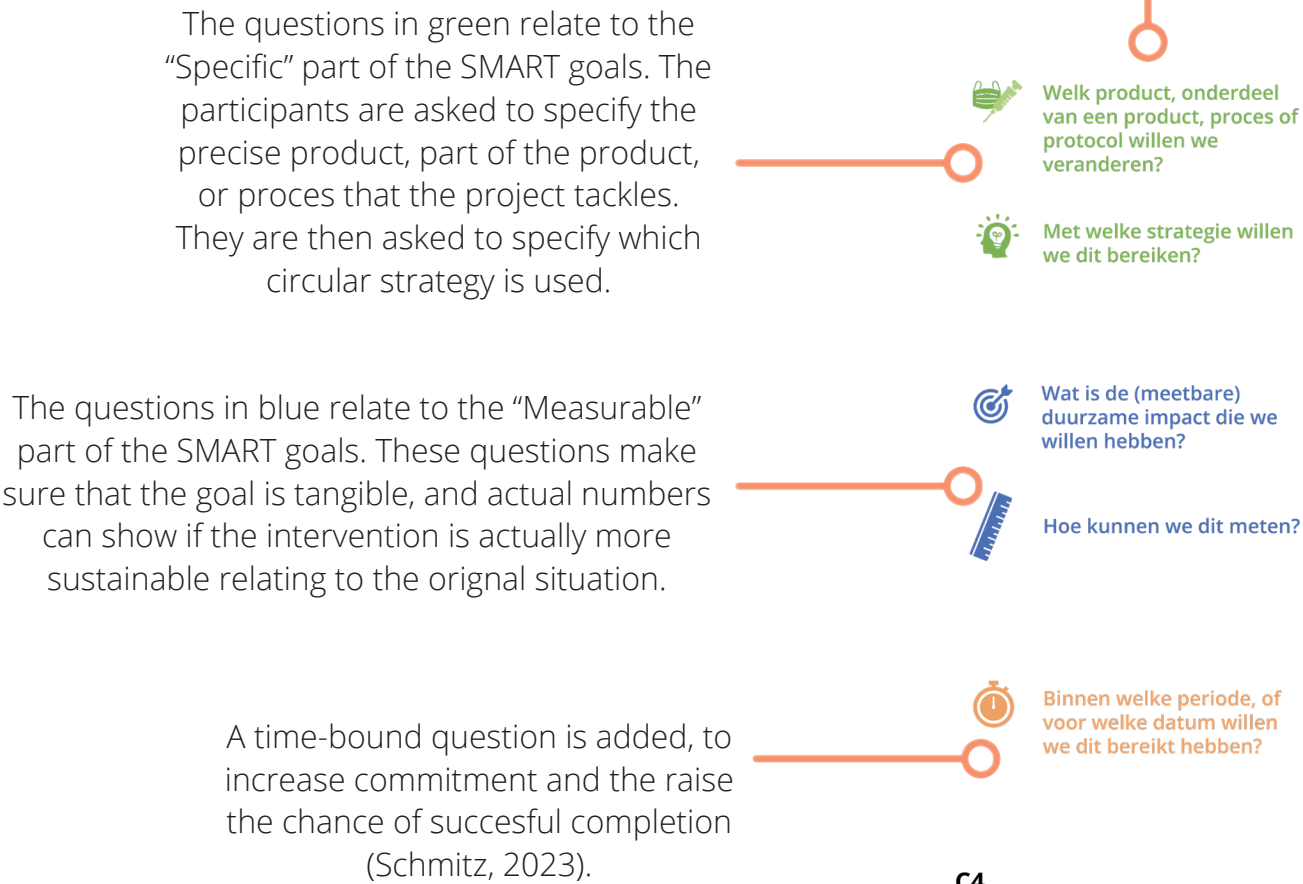 The questions in green relate to the
“Specific” part of the SMART goals. The
participants are asked to specify the
precise product, part of the product,
or proces that the project tackles.
They are then asked to specify which
circular strategy is used.
Welk product, onderdeel
van een product, proces of
protocol willen we
veranderen?
Met welke strategie willen
we dit bereiken?
The questions in blue relate to the “Measurable”
part of the SMART goals. These questions make
sure that the goal is tangible, and actual numbers
can show if the intervention is actually more
sustainable relating to the orignal situation.
Wat is de (meetbare)
duurzame impact die we
willen hebben?
Hoe kunnen we dit meten?
A time-bound question is added, to
increase commitment and the raise
the chance of succesful completion
(Schmitz, 2023).
Binnen welke periode, of
voor welke datum willen
we dit bereikt hebben?
C4